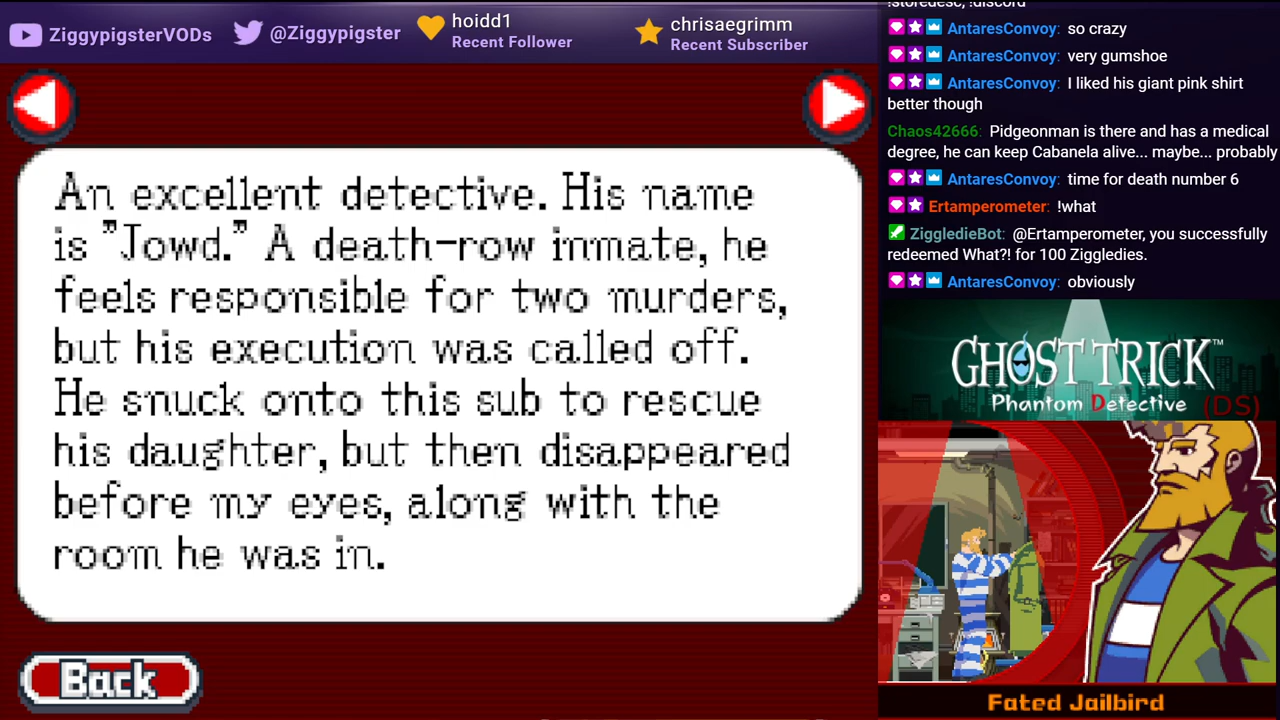 ZiggypigsterVODs
@Ziggypigster
hoidd1
Recent Follower
chrisaegrimm
Recent Subscriber
An excellent detective. His name
is "Jowd." A death-row inmate, he
feels responsible for two murders,
but his execution was called off.
He snuck onto this sub to rescue
his daughter, but then disappeared
before my eyes, along with the
room he was in.
Back
!storedesc, !discord
AntaresConvoy: so crazy
AntaresConvoy: very gumshoe
AntaresConvoy: I liked his giant pink shirt
better though
Chaos42666: Pidgeonman is there and has a medical
degree, he can keep Cabanela alive... maybe... probably
AntaresConvoy: time for death number 6
Ertamperometer: !what
ZiggledieBot: @Ertamperometer, you successfully
redeemed What?! for 100 Ziggledies.
AntaresConvoy: obviously
GHOST TRICK™
Phantom Detective (DS)
Fated Jailbird